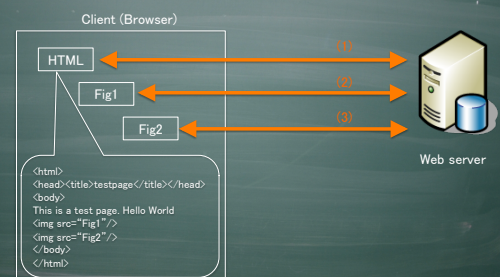 Client (Browser)
HTML
(1)
Fig1
(2)
Fig2
(3)
Web server
<html>
<head><title>testpage</title></head>
<body>
This is a test page. Hello World
<img src=“Fig1”/>
<img src=“Fig2”/>
</body>
</html>